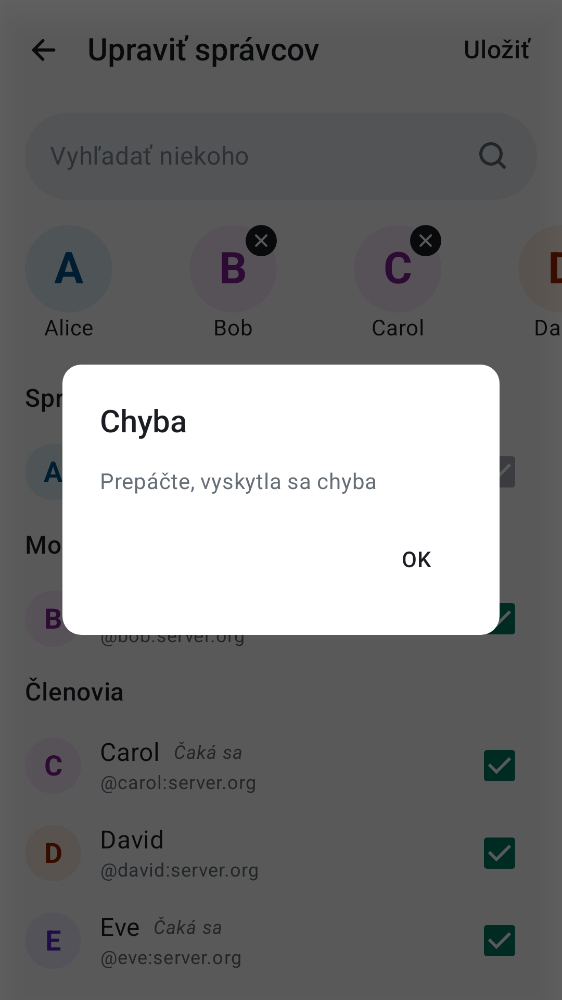 Upraviť správcov
Uložiť
Vyhľadať niekoho
A
B
C
D
Alice
Bob
Carol
Da
Spr
Chyba
A
Prepáčte, vyskytla sa chyba
Mo
OK
B
@bob:server.org
Členovia
C
Carol Čaká sa
@carol:server.org
D
David
@david:server.org
E
Eve Čaká sa
@eve:server.org